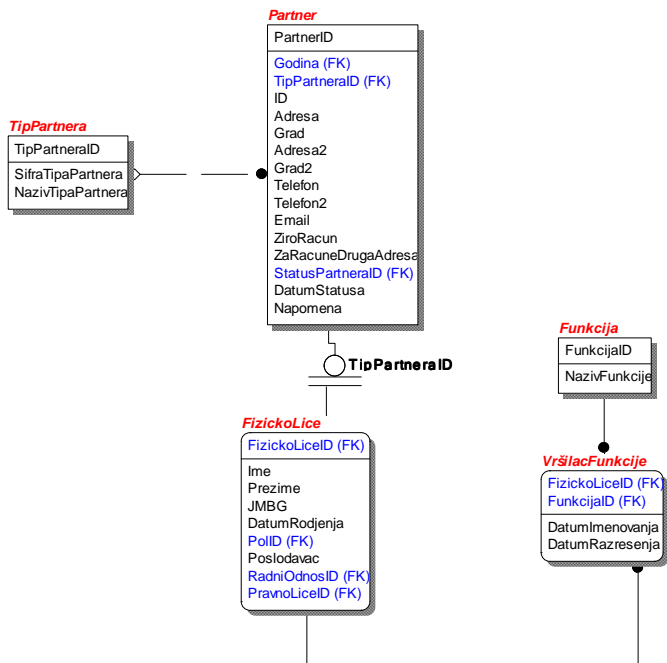 Partner
PartnerID
Godina (FK)
TipPartneraID (FK)
ID
Adresa
Grad
Adresa2
Grad2
Telefon
Telefon2
Email
ZiroRacun
ZaRacuneDrugaAdresa
StatusPartneraID (FK)
DatumStatusa
Napomena
TipPartnera
TipPartneraID
SifraTipaPartnera
NazivTipaPartnera
TipPartneraID
Funkcija
FunkcijaID
NazivFunkcije
FizickoLice
FizickoLiceID (FK)
Ime
Prezime
JMBG
DatumRodjenja
PolID (FK)
Poslodavac
RadniOdnosID (FK)
PravnoLiceID (FK)
VršilacFunkcije
FizickoLiceID (FK)
FunkcijaID (FK)
DatumImenovanja
DatumRazresenja